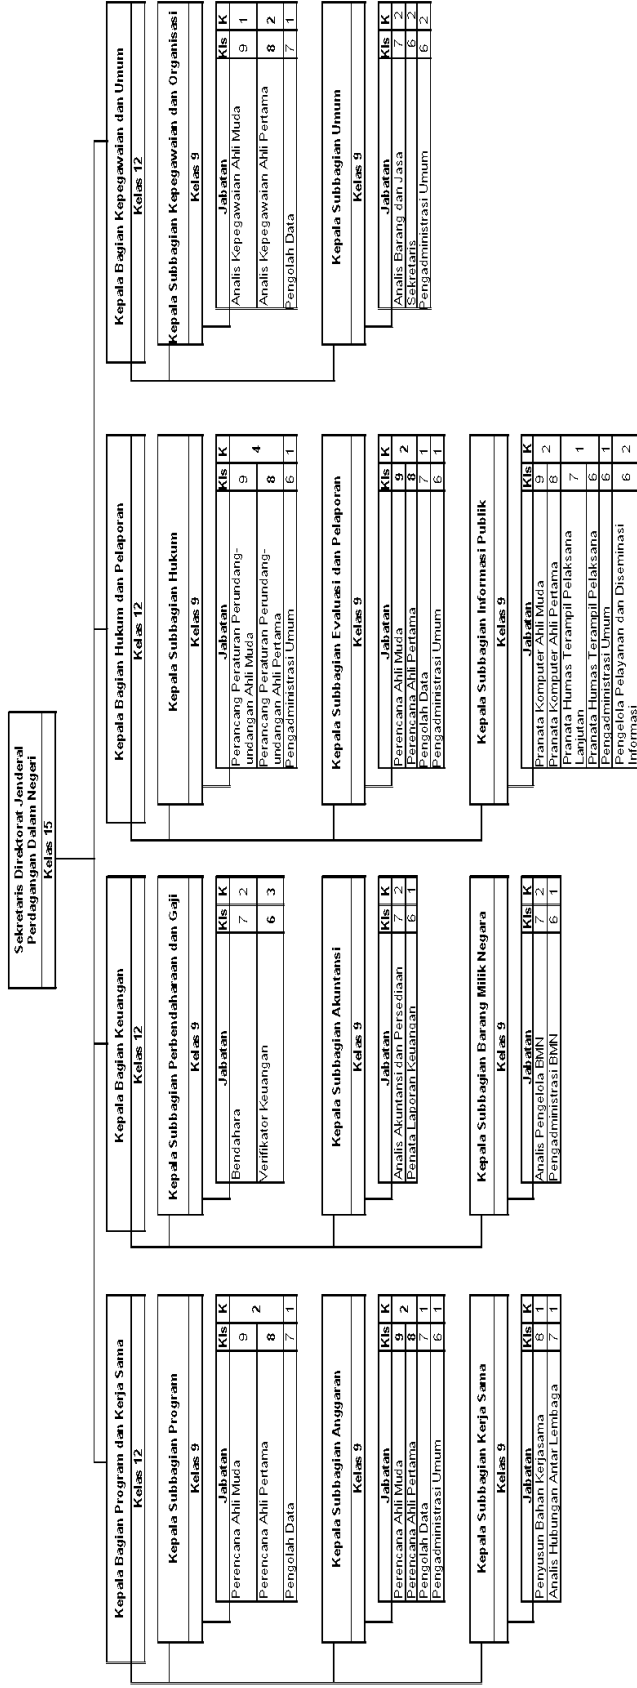 Sekretaris Direktorat Jenderal
Perdagangan Dalam Negeri
Kelas 15
Kepala Bagian Program dan Kerja Sama
Kelas 12
Kepala Subbagian Program
Kelas 9
Jabatan Kls K
Perencana Ahli Muda 9 2
Perencana Ahli Pertama 8
Pengolah Data 7 1
Kepala Subbagian Anggaran
Kelas 9
Jabatan Kls K
Perencana Ahli Muda 9 2
Perencana Ahli Pertama 8
Pengolah Data 7 1
Pengadministrasi Umum 6 1
Kepala Subbagian Kerja Sama
Kelas 9
Jabatan Kls K
Penyusun Bahan Kerjasama 8 1
Analis Hubungan Antar Lembaga 7 1
Kepala Bagian Keuangan
Kelas 12
Kepala Subbagian Perbendaharaan dan Gaji
Kelas 9
Jabatan Kls K
Bendahara 7 2
Verifikator Keuangan 6 3
Kepala Subbagian Akuntansi
Kelas 9
Jabatan Kls K
Analis Akuntansi dan Persediaan 7 2
Penata Laporan Keuangan 6 1
Kepala Subbagian Barang Milik Negara
Kelas 9
Jabatan Kls K
Analis Pengelola BMN 7 2
Pengadministrasi BMN 6 1
Kepala Bagian Hukum dan Pelaporan
Kelas 12
Kepala Subbagian Hukum
Kelas 9
Jabatan Kls K
Perancang Peraturan Perundang-
undangan Ahli Muda 9 4
Perancang Peraturan Perundang-
undangan Ahli Pertama 8
Pengadministrasi Umum 6 1
Kepala Subbagian Evaluasi dan Pelaporan
Kelas 9
Jabatan Kls K
Perencana Ahli Muda 9 2
Perencana Ahli Pertama 8
Pengolah Data 7 1
Pengadministrasi Umum 6 1
Kepala Subbagian Informasi Publik
Kelas 9
Jabatan Kls K
Pranata Komputer Ahli Muda 9 2
Pranata Komputer Ahli Pertama 8
Pranata Humas Terampil Pelaksana
Lanjutan 7 1
Pranata Humas Terampil Pelaksana 6
Pengadministrasi Umum 6 1
Pengelola Pelayanan dan Diseminasi
Informasi 6 2
Kepala Bagian Kepegawaian dan Umum
Kelas 12
Kepala Subbagian Kepegawaian dan Organisasi
Kelas 9
Jabatan Kls K
Analis Kepegawaian Ahli Muda 9 1
Analis Kepegawaian Ahli Pertama 8 2
Pengolah Data 7 1
Kepala Subbagian Umum
Kelas 9
Jabatan Kls K
Analis Barang dan Jasa 7 2
Sekretaris 6 2
Pengadministrasi Umum 6 2